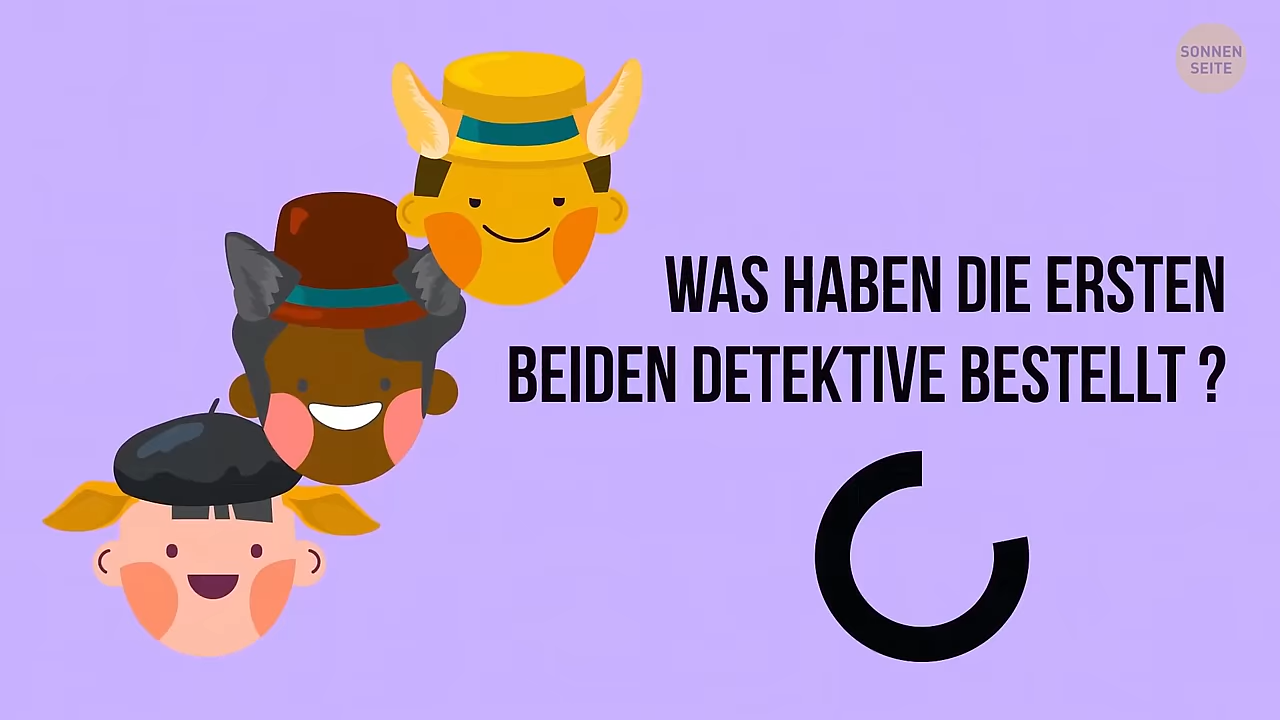 SONNEN
SEITE
WAS HABEN DIE ERSTEN
BEIDEN DETEKTIVE BESTELLT ?